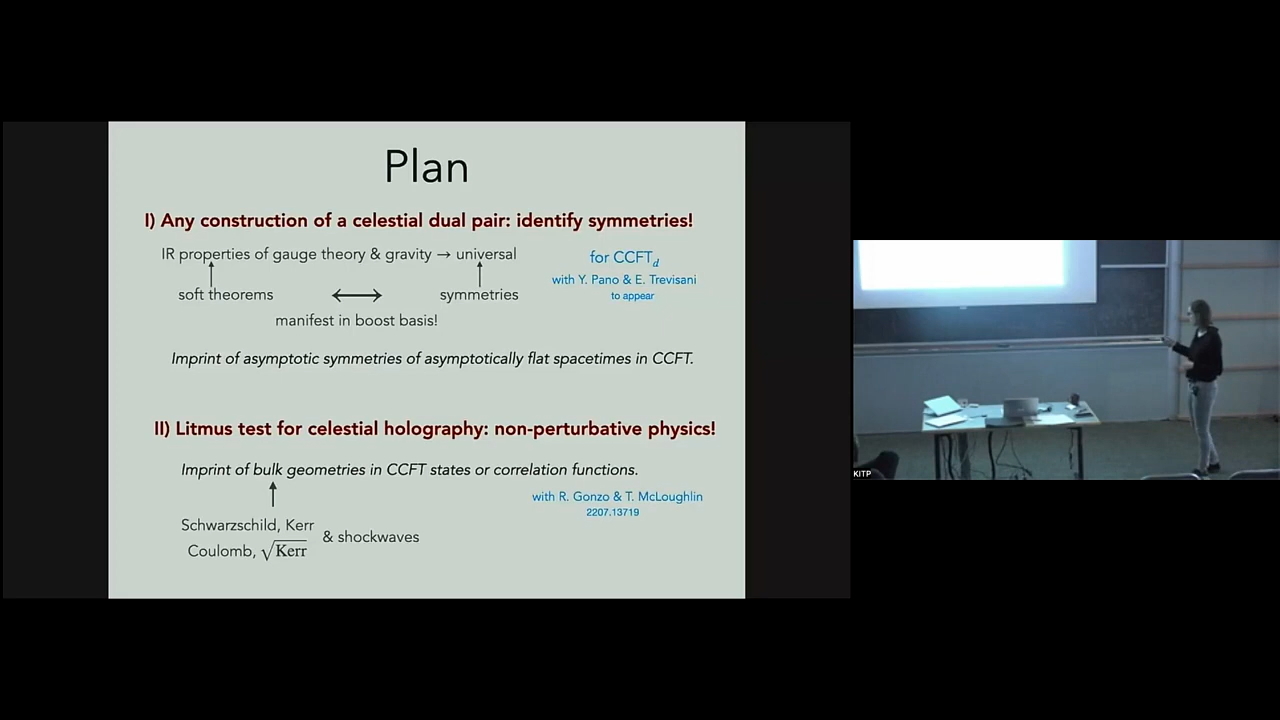 Plan
I) Any construction of a celestial dual pair: identify symmetries!
IR properties of gauge theory & gravity → universal
for CCFT_d
with Y. Pano & E. Trevisani
to appear
soft theorems ⟷ symmetries
manifest in boost basis!
Imprint of asymptotic symmetries of asymptotically flat spacetimes in CCFT.
II) Litmus test for celestial holography: non-perturbative physics!
Imprint of bulk geometries in CCFT states or correlation functions.
with R. Gonzo & T. McLoughlin
2207.13719
Schwarzschild, Kerr
Coulomb, √Kerr
& shockwaves
KITP